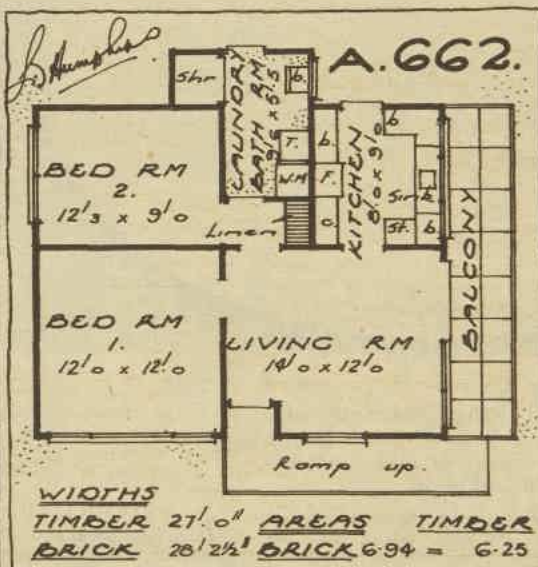 J. Humphies.
A.662.
Shr
LAUNDRY
BATH RM
9'6 x 5'5
b.
T.
W.M
BED RM
2.
12'3 x 9'0
Linen
b.
F.
c.
KITCHEN
8'0 x 9'0
b
Sink
St.
b
BALCONY
BED RM
1.
12'0 x 12'0
LIVING RM
14'0 x 12'0
Ramp up.
WIDTHS
TIMBER 27'.0" AREAS TIMBER
BRICK 28' 2½" BRICK 6.94 = 6.25